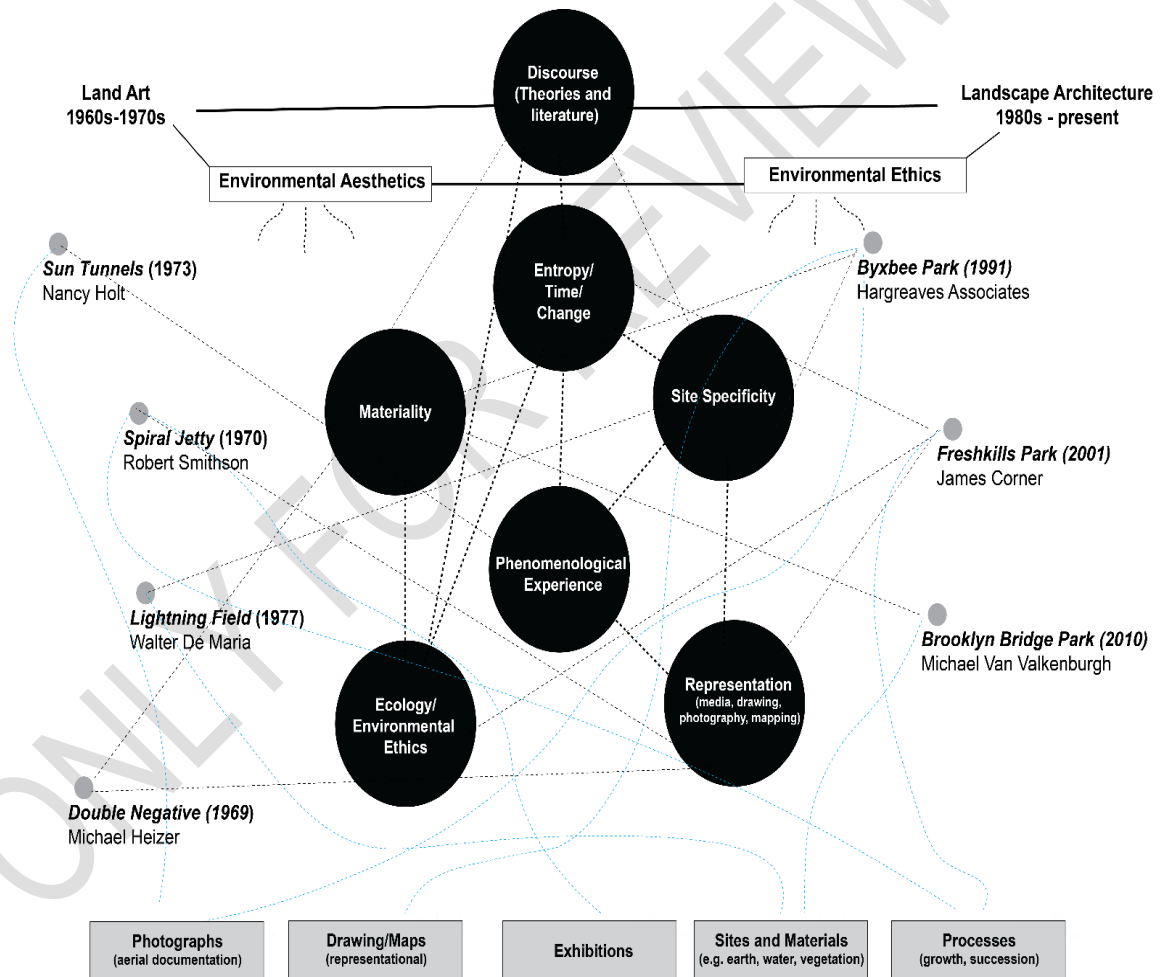 Discourse
(Theories and
literature)
Land Art
1960s-1970s
Landscape Architecture
1980s - present
Environmental Aesthetics
Environmental Ethics
Sun Tunnels (1973)
Nancy Holt
Entropy/
Time/
Change
Byxbee Park (1991)
Hargreaves Associates
Materiality
Site Specificity
Spiral Jetty (1970)
Robert Smithson
Freshkills Park (2001)
James Corner
Phenomenological
Experience
Lightning Field (1977)
Walter De Maria
Brooklyn Bridge Park (2010)
Michael Van Valkenburgh
Ecology/
Environmental
Ethics
Representation
(media, drawing,
photography, mapping)
Double Negative (1969)
Michael Heizer
Photographs
(aerial documentation)
Drawing/Maps
(representational)
Exhibitions
Sites and Materials
(e.g. earth, water, vegetation)
Processes
(growth, succession)
ONLY FOR REVIEW